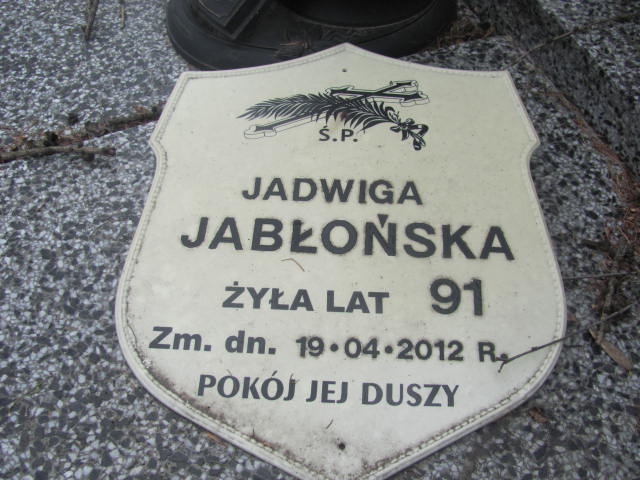 Ś.P.
JADWIGA
JABŁOŃSKA
ŻYŁA LAT 91
Zm. dn. 19•04•2012 R.
POKÓJ JEJ DUSZY